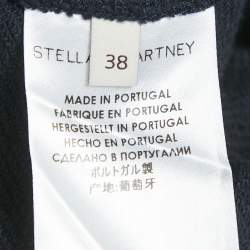 STELLA McCARTNEY
38
MADE IN PORTUGAL
FABRIQUE EN PORTUGAL
HERGESTELLT IN PORTUGAL
HECHO EN PORTUGAL
СДЕЛАНО В ПОРТУГАЛИИ
ポルトガル製
产地:葡萄牙